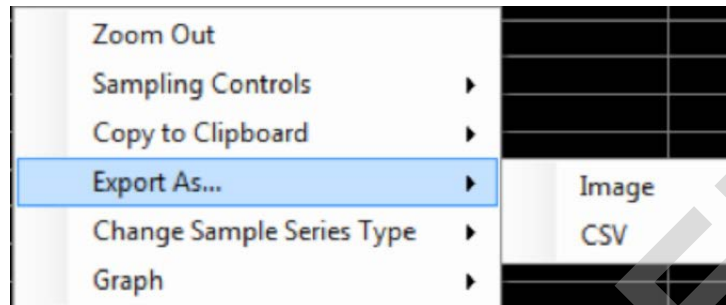 Zoom Out
Sampling Controls
Copy to Clipboard
Export As...
Image
Change Sample Series Type
CSV
Graph